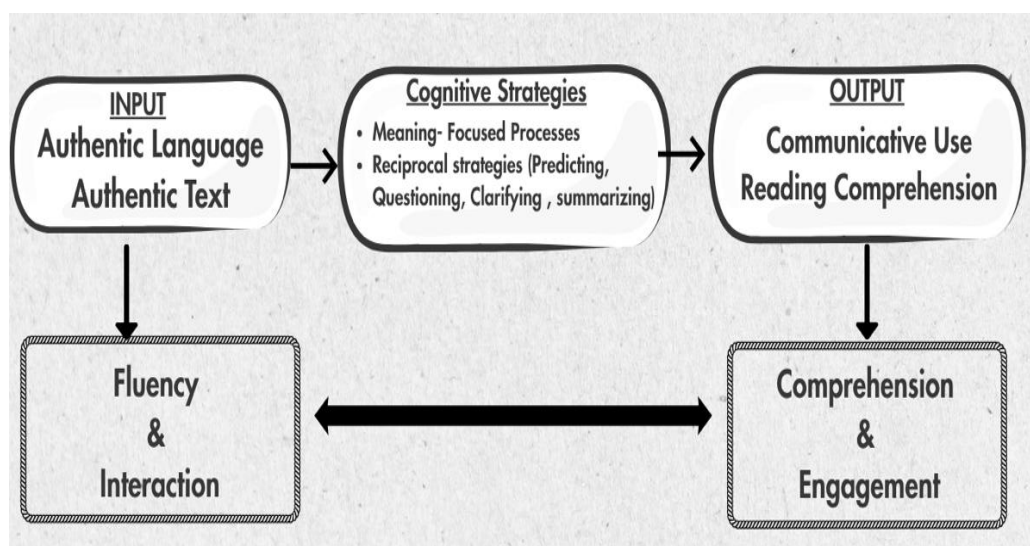 INPUT
Authentic Language
Authentic Text
Cognitive Strategies
• Meaning- Focused Processes
• Reciprocal strategies (Predicting,
Questioning, Clarifying , summarizing)
OUTPUT
Communicative Use
Reading Comprehension
Fluency
&
Interaction
Comprehension
&
Engagement